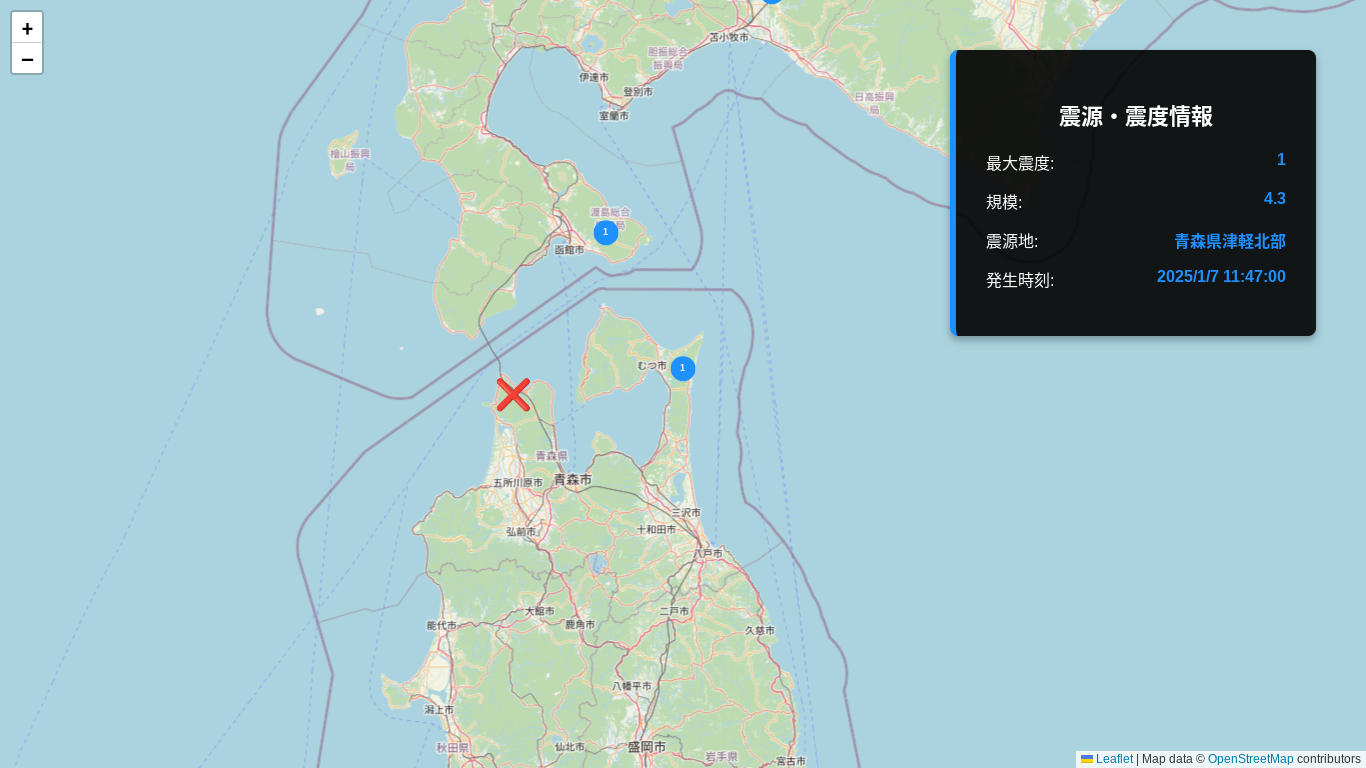 +
−
苫小牧市
胆振総合
振興局
伊達市
登別市
室蘭市
日高振興
局
檜山振興
局
渡島総合
局
1
函館市
むつ市
1
青森県
五所川原市
青森市
弘前市
三沢市
十和田市
八戸市
大館市
鹿角市
二戸市
久慈市
能代市
八幡平市
潟上市
秋田県
仙北市
盛岡市
岩手県
宮古市
震源・震度情報
最大震度: 1
規模: 4.3
震源地: 青森県津軽北部
発生時刻: 2025/1/7 11:47:00
Leaflet | Map data © OpenStreetMap contributors